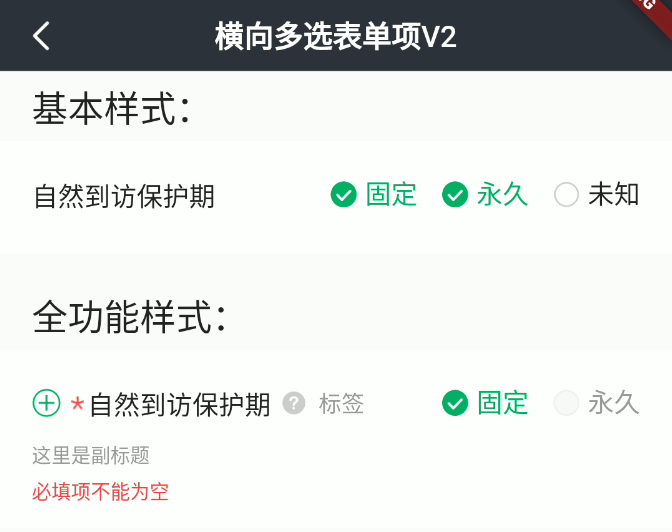 横向多选表单项V2
基本样式：
自然到访保护期 固定 永久 未知
全功能样式：
*自然到访保护期 ? 标签 固定 永久
这里是副标题
必填项不能为空